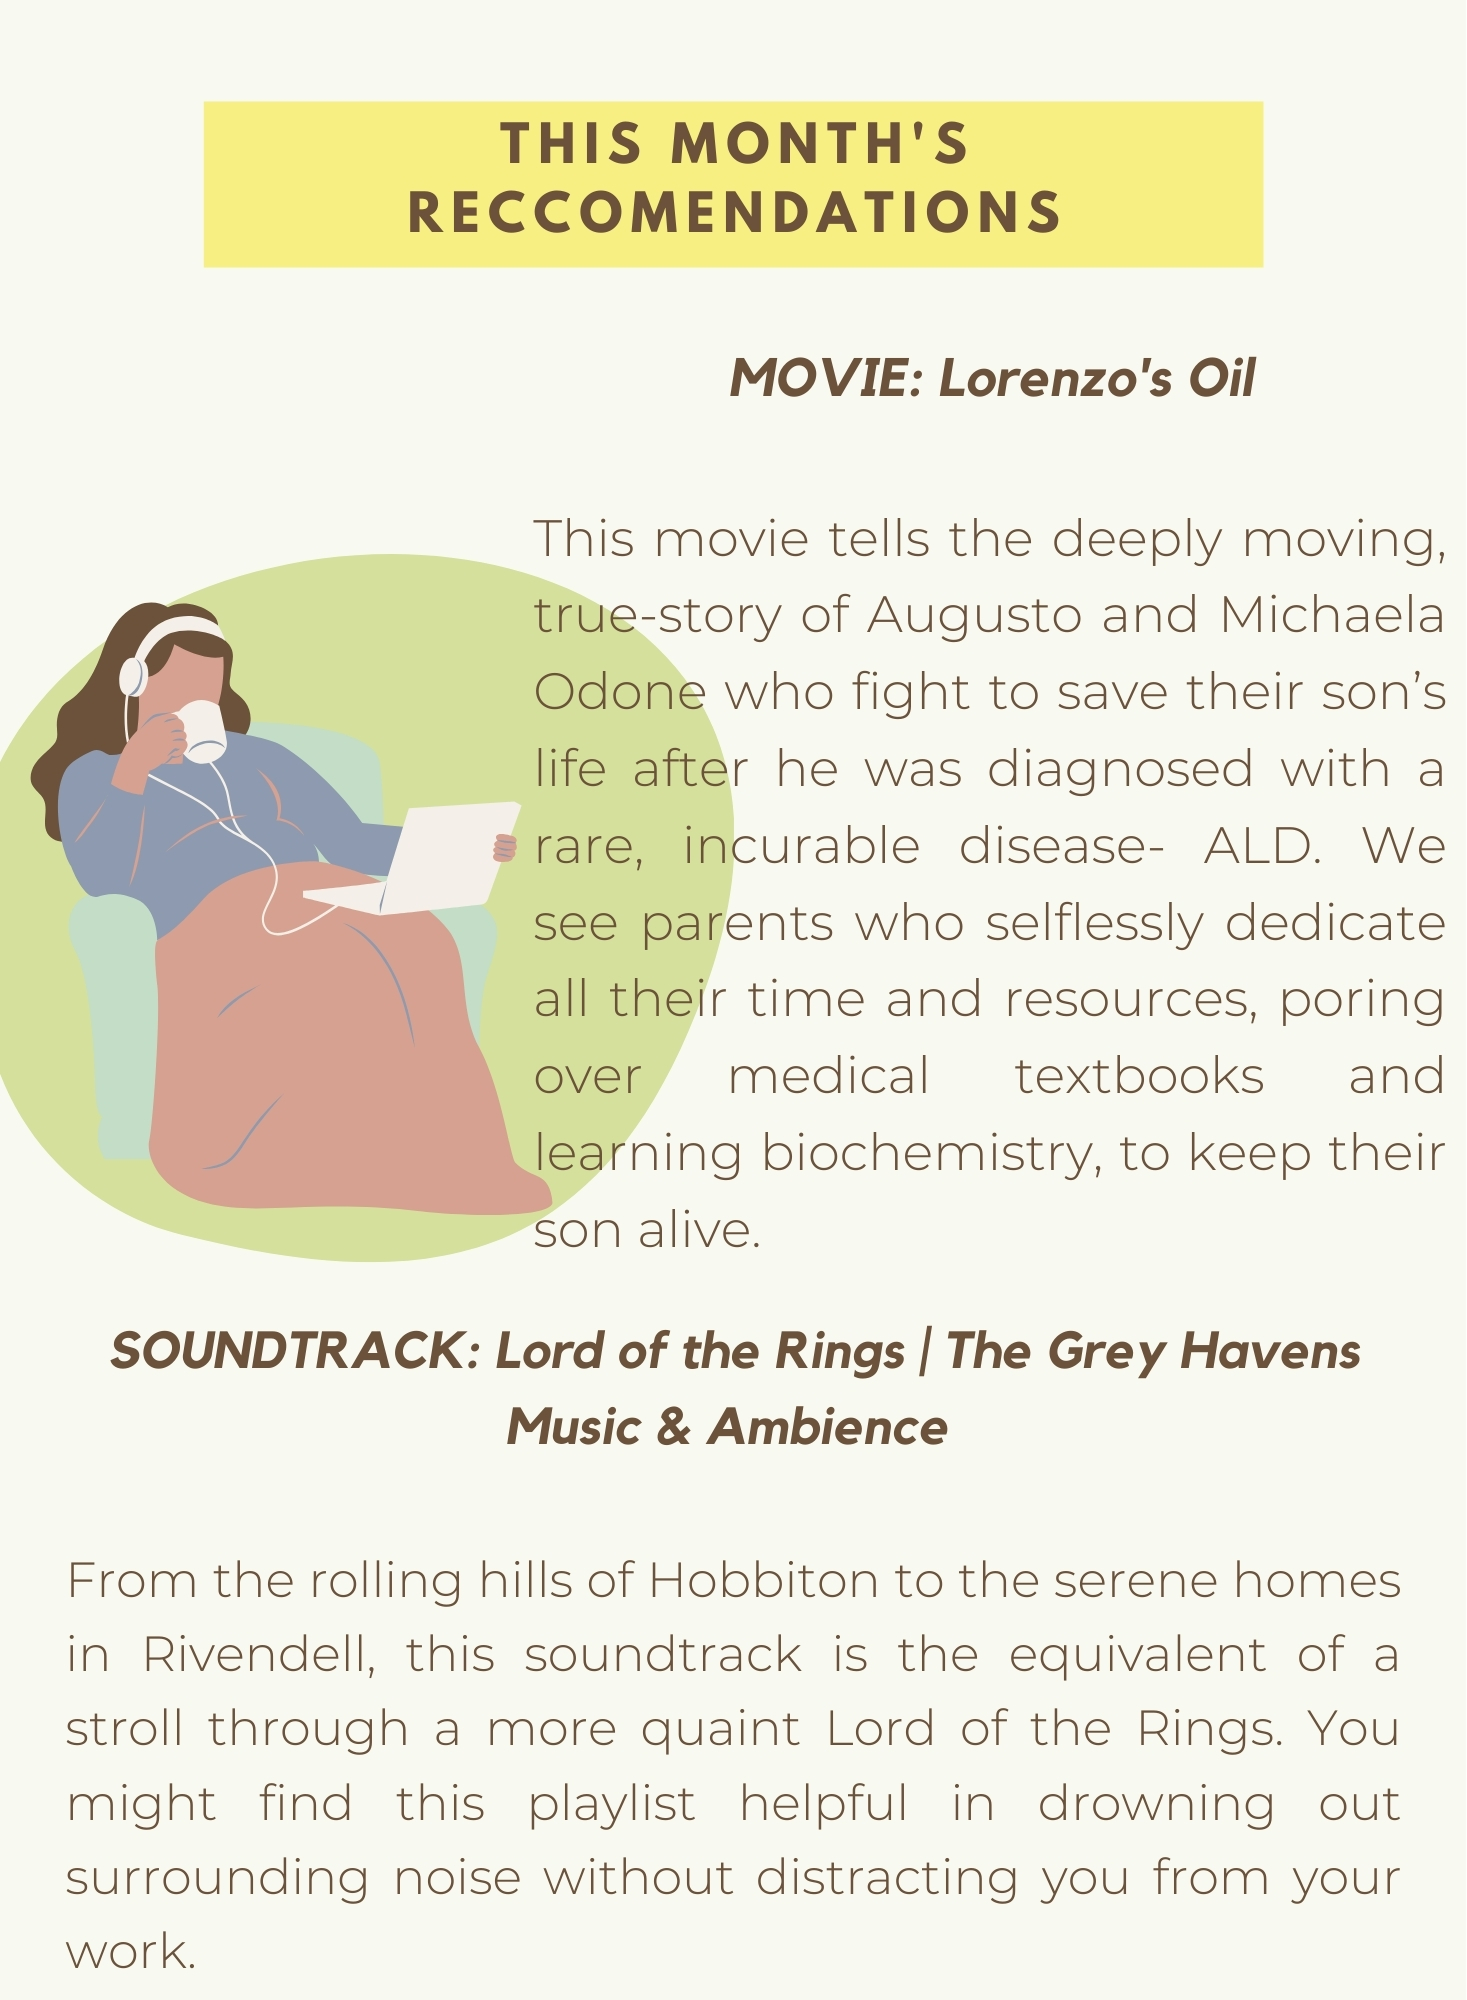 THIS MONTH'S
RECCOMENDATIONS
MOVIE: Lorenzo's Oil
This movie tells the deeply moving,
true-story of Augusto and Michaela
Odone who fight to save their son’s
life after he was diagnosed with a
rare, incurable disease- ALD. We
see parents who selflessly dedicate
all their time and resources, poring
over medical textbooks and
learning biochemistry, to keep their
son alive.
SOUNDTRACK: Lord of the Rings | The Grey Havens
Music & Ambience
From the rolling hills of Hobbiton to the serene homes
in Rivendell, this soundtrack is the equivalent of a
stroll through a more quaint Lord of the Rings. You
might find this playlist helpful in drowning out
surrounding noise without distracting you from your
work.